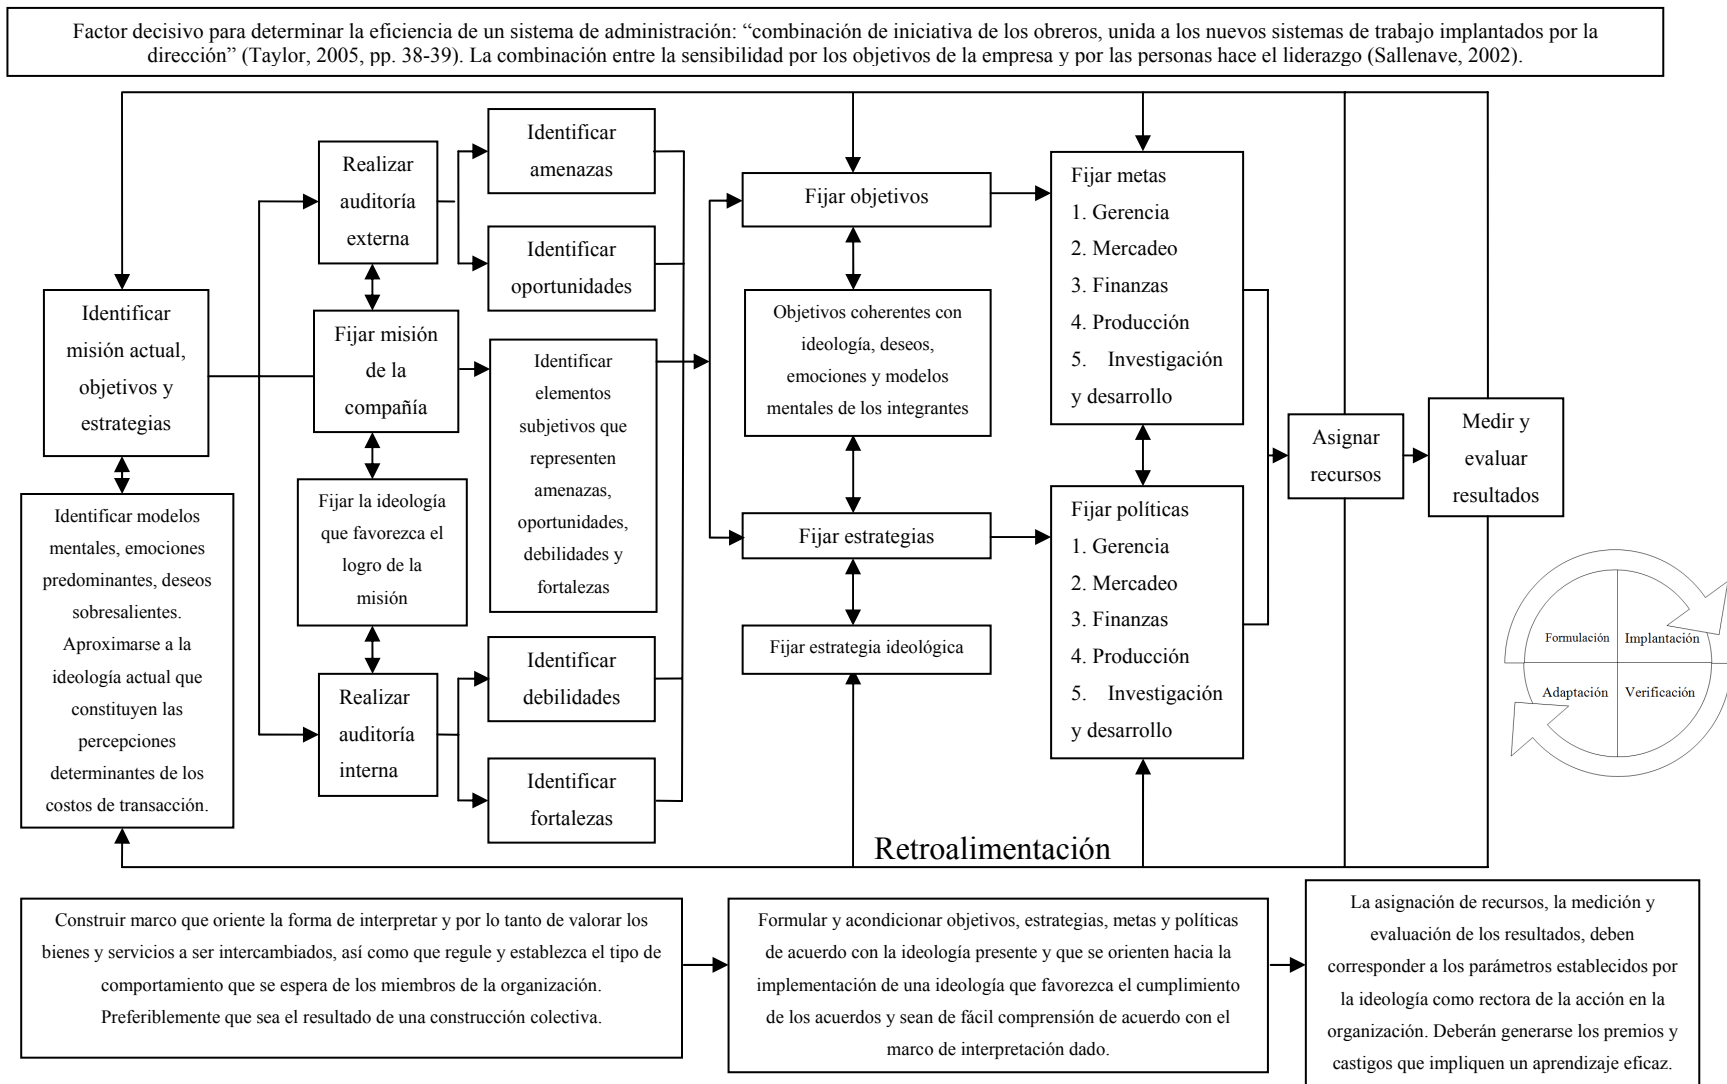 Factor decisivo para determinar la eficiencia de un sistema de administración: “combinación de iniciativa de los obreros, unida a los nuevos sistemas de trabajo implantados por la
dirección” (Taylor, 2005, pp. 38-39). La combinación entre la sensibilidad por los objetivos de la empresa y por las personas hace el liderazgo (Sallenave, 2002).
Identificar
misión actual,
objetivos y
estrategias
Identificar modelos
mentales, emociones
predominantes, deseos
sobresalientes.
Aproximarse a la
ideología actual que
constituyen las
percepciones
determinantes de los
costos de transacción.
Realizar
auditoría
externa
Fijar misión
de la
compañía
Fijar la ideología
que favorezca el
logro de la
misión
Realizar
auditoría
interna
Identificar
amenazas
Identificar
oportunidades
Identificar
elementos
subjetivos que
representen
amenazas,
oportunidades,
debilidades y
fortalezas
Identificar
debilidades
Identificar
fortalezas
Fijar objetivos
Objetivos coherentes con
ideología, deseos,
emociones y modelos
mentales de los integrantes
Fijar estrategias
Fijar estrategia ideológica
Fijar metas
1. Gerencia
2. Mercadeo
3. Finanzas
4. Producción
5. Investigación
y desarrollo
Fijar políticas
1. Gerencia
2. Mercadeo
3. Finanzas
4. Producción
5. Investigación
y desarrollo
Asignar
recursos
Medir y
evaluar
resultados
Formulación
Implantación
Adaptación
Verificación
Retroalimentación
Construir marco que oriente la forma de interpretar y por lo tanto de valorar los
bienes y servicios a ser intercambiados, así como que regule y establezca el tipo de
comportamiento que se espera de los miembros de la organización.
Preferiblemente que sea el resultado de una construcción colectiva.
Formular y acondicionar objetivos, estrategias, metas y políticas
de acuerdo con la ideología presente y que se orienten hacia la
implementación de una ideología que favorezca el cumplimiento
de los acuerdos y sean de fácil comprensión de acuerdo con el
marco de interpretación dado.
La asignación de recursos, la medición y
evaluación de los resultados, deben
corresponder a los parámetros establecidos por
la ideología como rectora de la acción en la
organización. Deberán generarse los premios y
castigos que impliquen un aprendizaje eficaz.